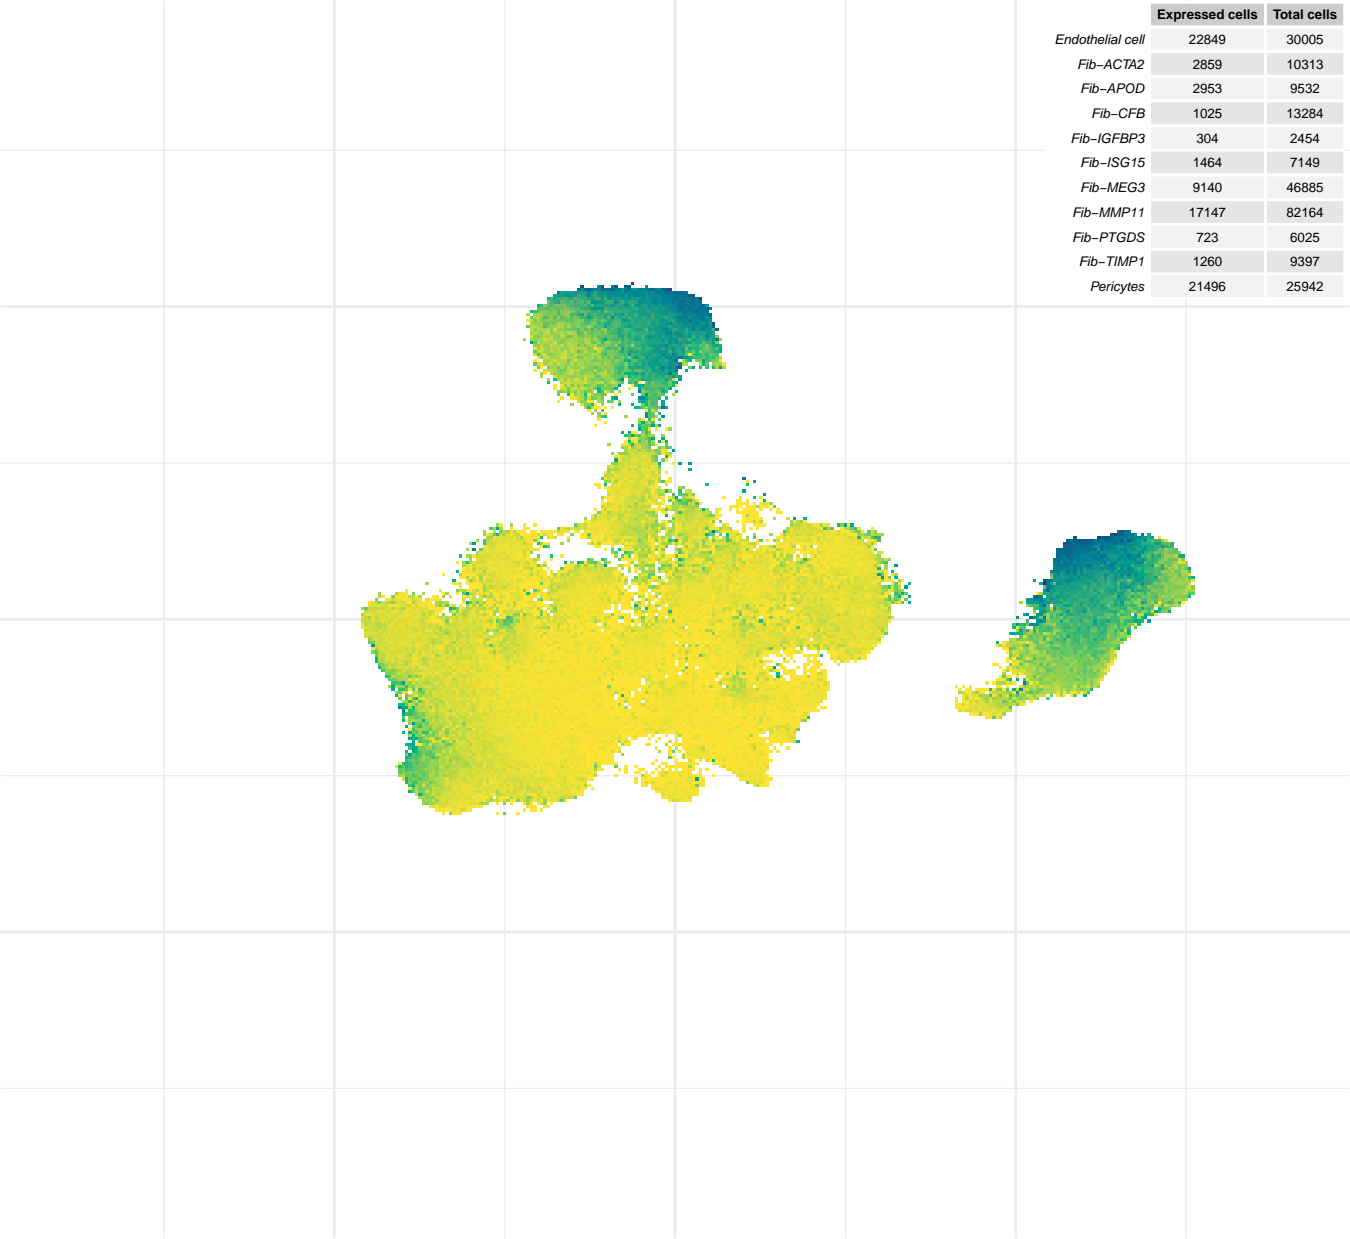 Expressed cells Total cells
Endothelial cell 22849 30005
Fib−ACTA2 2859 10313
Fib−APOD 2953 9532
Fib−CFB 1025 13284
Fib−IGFBP3 304 2454
Fib−ISG15 1464 7149
Fib−MEG3 9140 46885
Fib−MMP11 17147 82164
Fib−PTGDS 723 6025
Fib−TIMP1 1260 9397
Pericytes 21496 25942